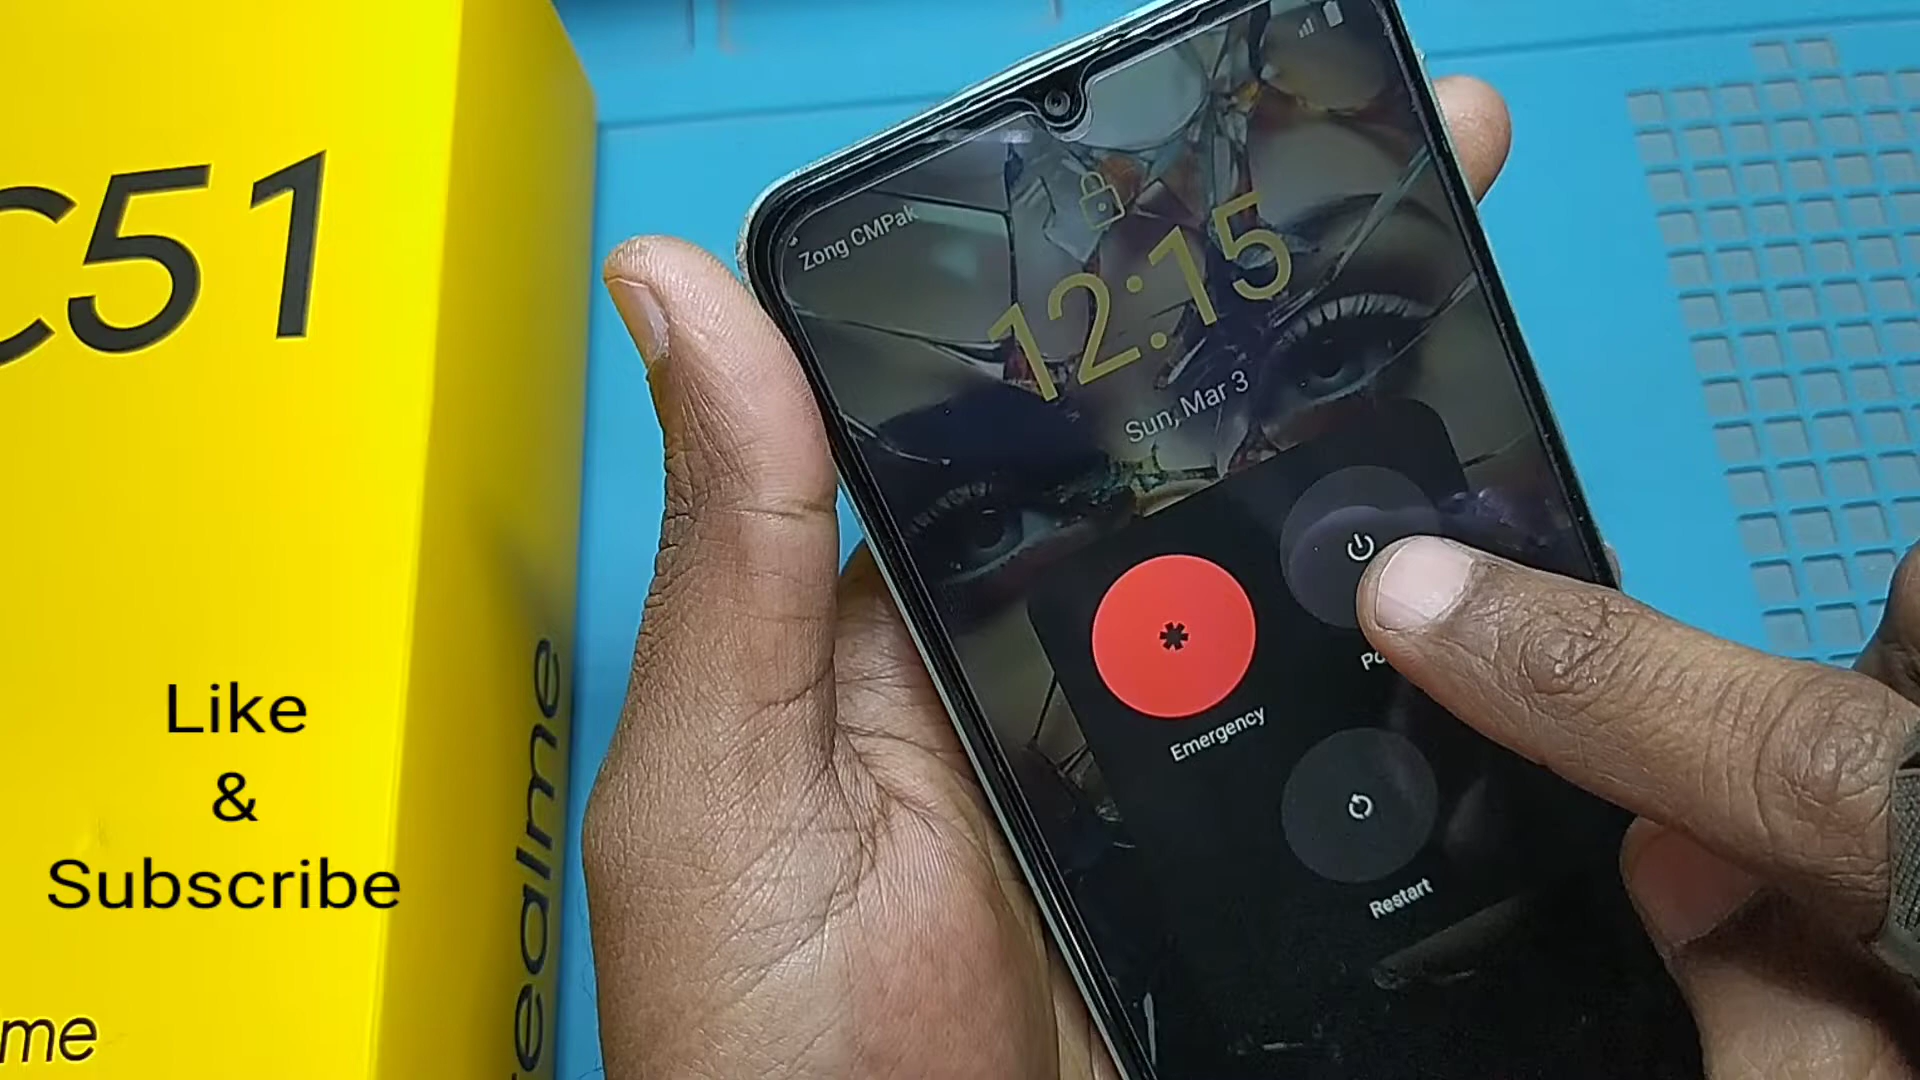 C51
Like
&
Subscribe
me
realme
Zong CMPak
12:15
Sun, Mar 3
Emergency
Restart